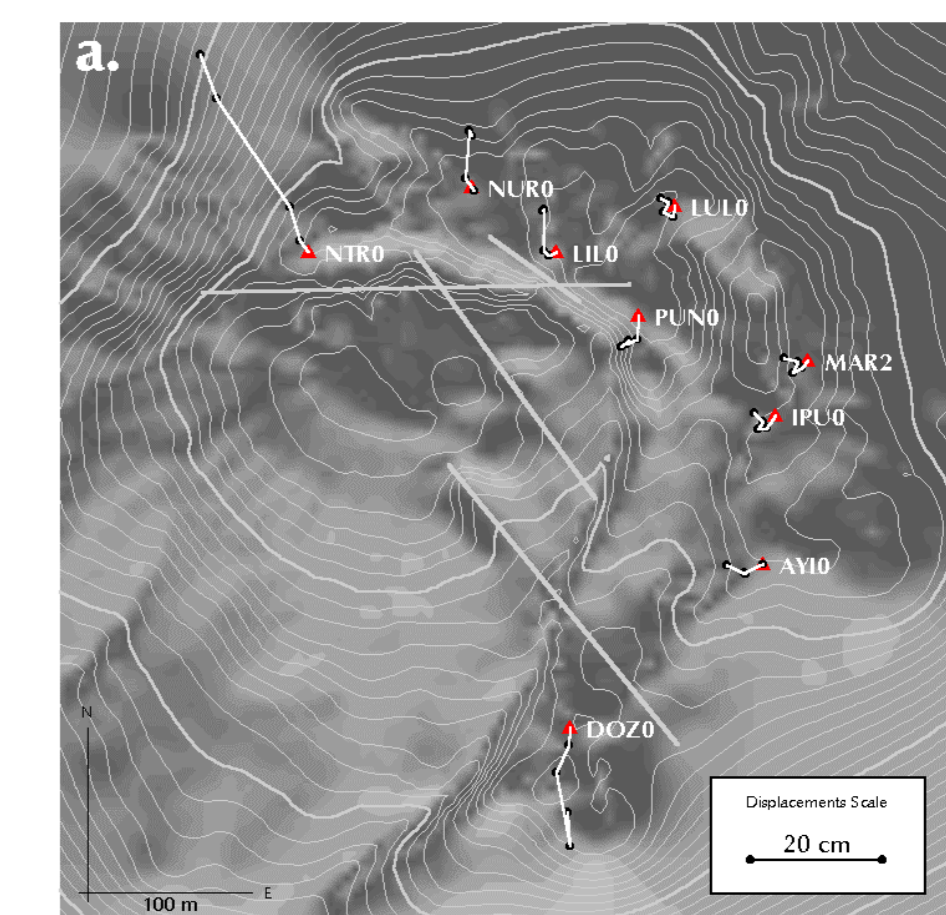 a.
NUR0
LUL0
NTR0
LIL0
PUN0
MAR2
IPU0
AYI0
DOZ0
N
E
100 m
Displacements Scale
20 cm